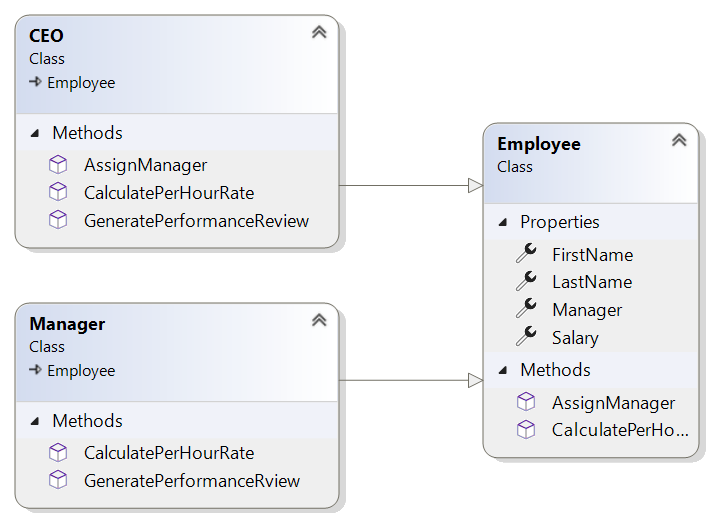 CEO
Class
Employee
Methods
AssignManager
CalculatePerHourRate
GeneratePerformanceReview
Manager
Class
Employee
Methods
CalculatePerHourRate
GeneratePerformanceRview
Employee
Class
Properties
FirstName
LastName
Manager
Salary
Methods
AssignManager
CalculatePerHo...